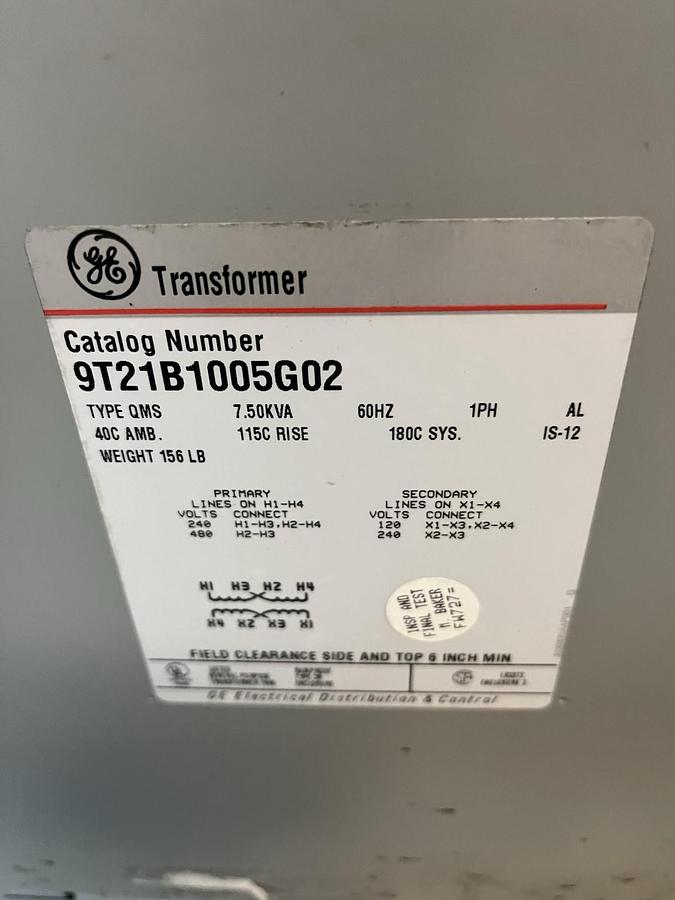 GE Transformer
Catalog Number
9T21B1005G02
TYPE QMS 7.50KVA 60HZ 1PH AL
40C AMB. 115C RISE 180C SYS. IS-12
WEIGHT 156 LB
PRIMARY
LINES ON H1-H4
VOLTS CONNECT
240 H1-H3,H2-H4
480 H2-H3
SECONDARY
LINES ON X1-X4
VOLTS CONNECT
120 X1-X3,X2-X4
240 X2-X3
H1 H3 H2 H4
X4 X2 X3 X1
INSP AND
FINAL TEST
M. BAKER
FW727=
FIELD CLEARANCE SIDE AND TOP 6 INCH MIN
GE Electrical Distribution & Control